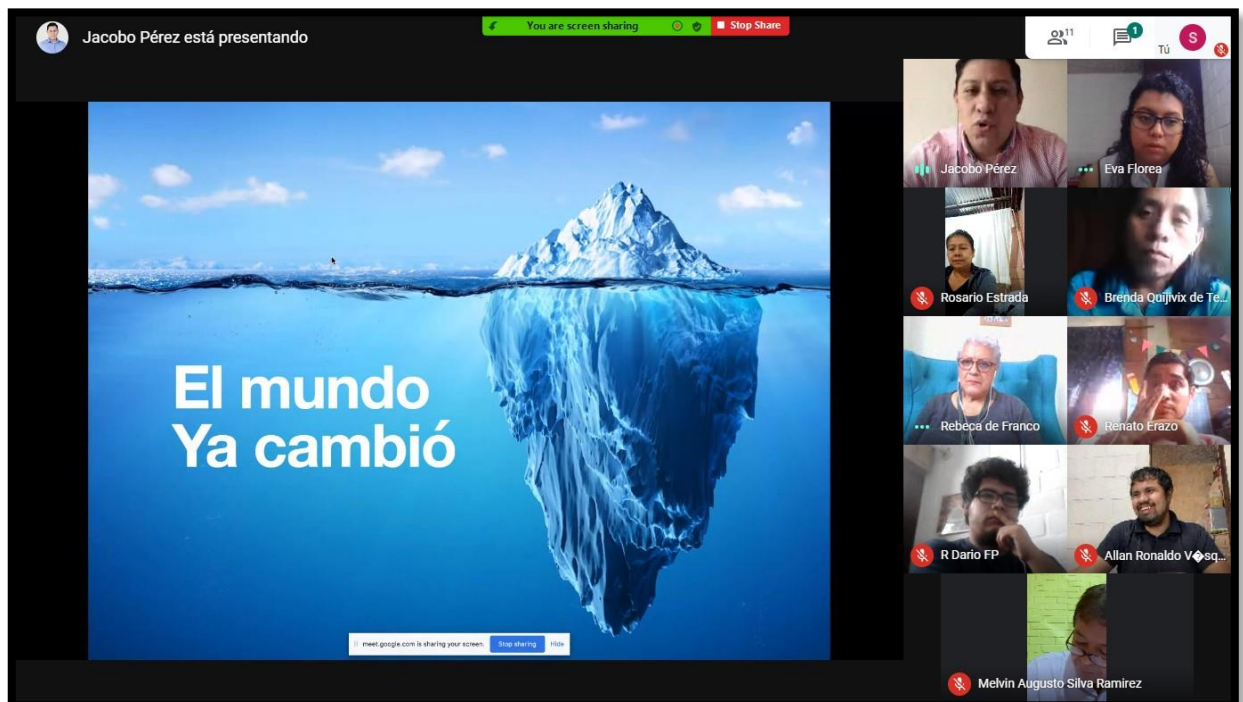 Jacobo Pérez está presentando
You are screen sharing
Stop Share
11
1
Tú
S
Jacobo Pérez
Eva Florea
Rosario Estrada
Brenda Quijivix de Te...
El mundo
Ya cambió
Rebeca de Franco
Renato Erazo
R Dario FP
Allan Ronaldo V�sq...
meet.google.com is sharing your screen.
Stop sharing
Hide
Melvin Augusto Silva Ramirez